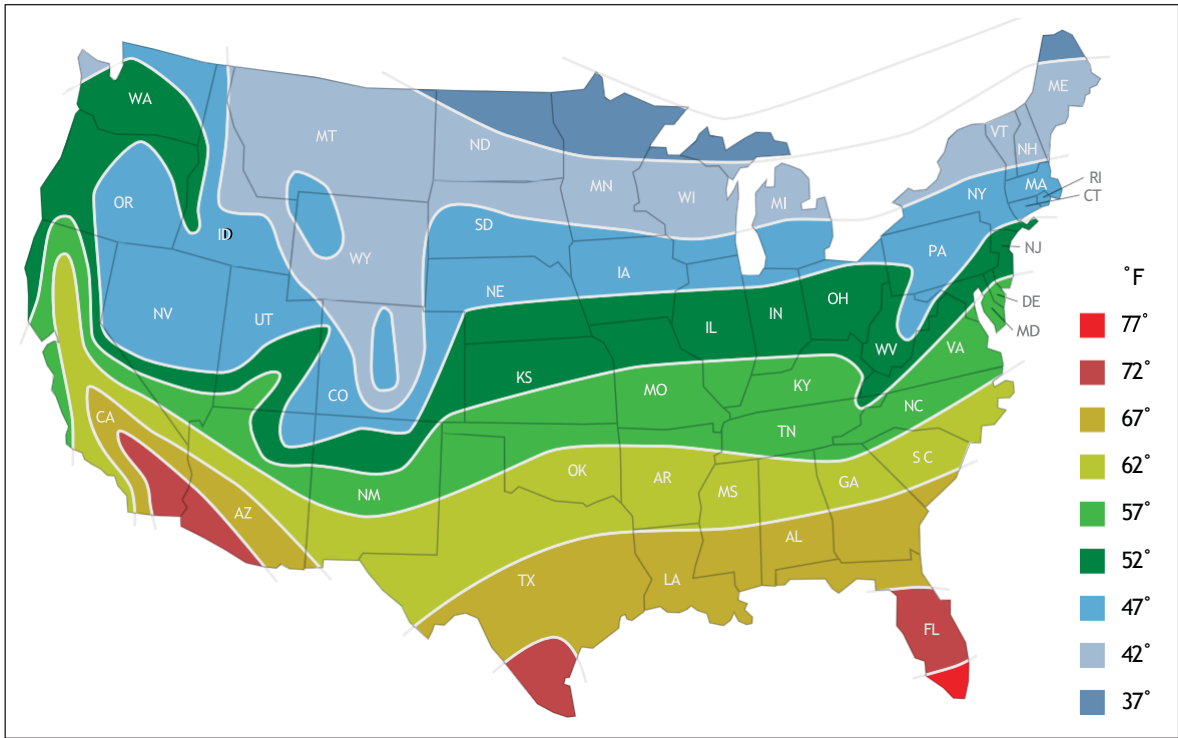 WA
ME
MT
VT
ND
NH
MN
RI
MA
WI
MI
NY
CT
OR
SD
ID
NJ
PA
WY
IA
NE
OH
DE
NV
UT
IL
IN
MD
WV
VA
KS
CO
MO
KY
NC
CA
TN
SC
OK
AR
GA
NM
MS
AZ
AL
TX
LA
FL
°F
77°
72°
67°
62°
57°
52°
47°
42°
37°